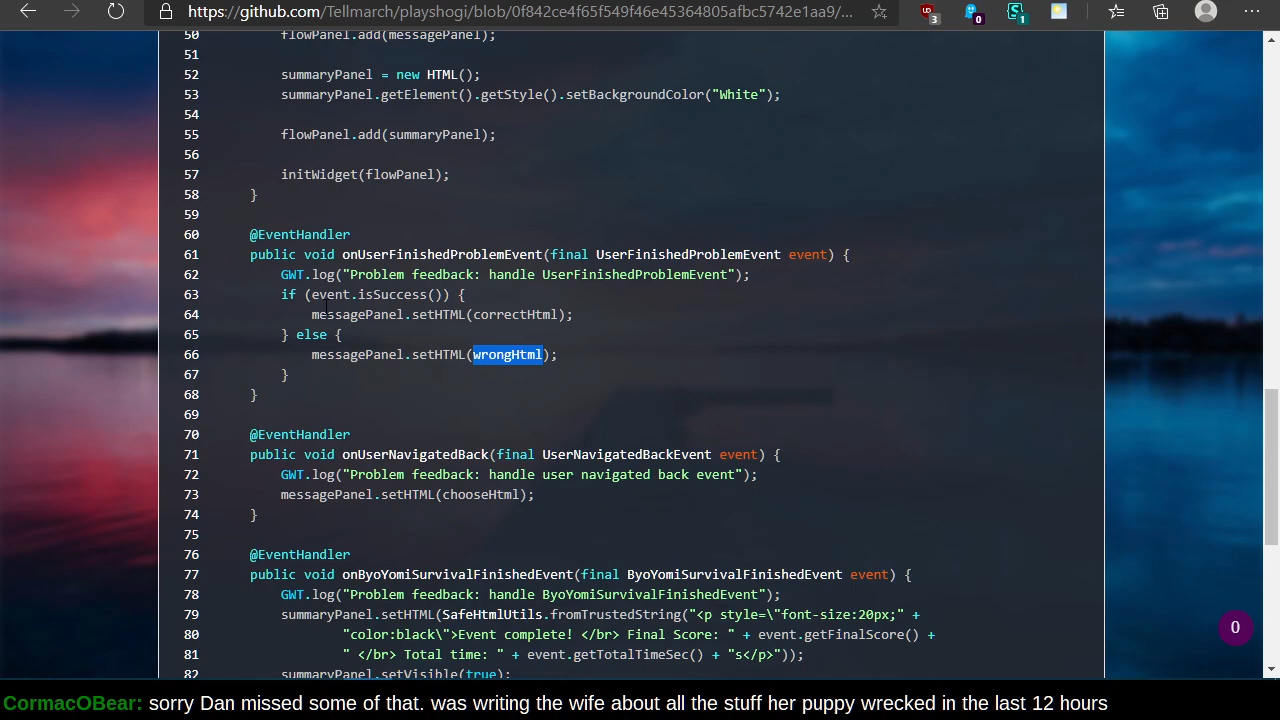 https://github.com/Tellmarch/playshogi/blob/0f842ce4f65f549f46e45364805afbc5742e1aa9/...
3
0
1
50 flowPanel.add(messagePanel);
51
52 summaryPanel = new HTML();
53 summaryPanel.getElement().getStyle().setBackgroundColor("White");
54
55 flowPanel.add(summaryPanel);
56
57 initWidget(flowPanel);
58 }
59
60 @EventHandler
61 public void onUserFinishedProblemEvent(final UserFinishedProblemEvent event) {
62 GWT.log("Problem feedback: handle UserFinishedProblemEvent");
63 if (event.isSuccess()) {
64 messagePanel.setHTML(correctHtml);
65 } else {
66 messagePanel.setHTML(wrongHtml);
67 }
68 }
69
70 @EventHandler
71 public void onUserNavigatedBack(final UserNavigatedBackEvent event) {
72 GWT.log("Problem feedback: handle user navigated back event");
73 messagePanel.setHTML(chooseHtml);
74 }
75
76 @EventHandler
77 public void onByoYomiSurvivalFinishedEvent(final ByoYomiSurvivalFinishedEvent event) {
78 GWT.log("Problem feedback: handle ByoYomiSurvivalFinishedEvent");
79 summaryPanel.setHTML(SafeHtmlUtils.fromTrustedString("<p style=\"font-size:20px;" +
80 "color:black\">Event complete! </br> Final Score: " + event.getFinalScore() +
81 " </br> Total time: " + event.getTotalTimeSec() + "s</p>"));
82 summaryPanel.setVisible(true);
0
CormacOBear: sorry Dan missed some of that. was writing the wife about all the stuff her puppy wrecked in the last 12 hours